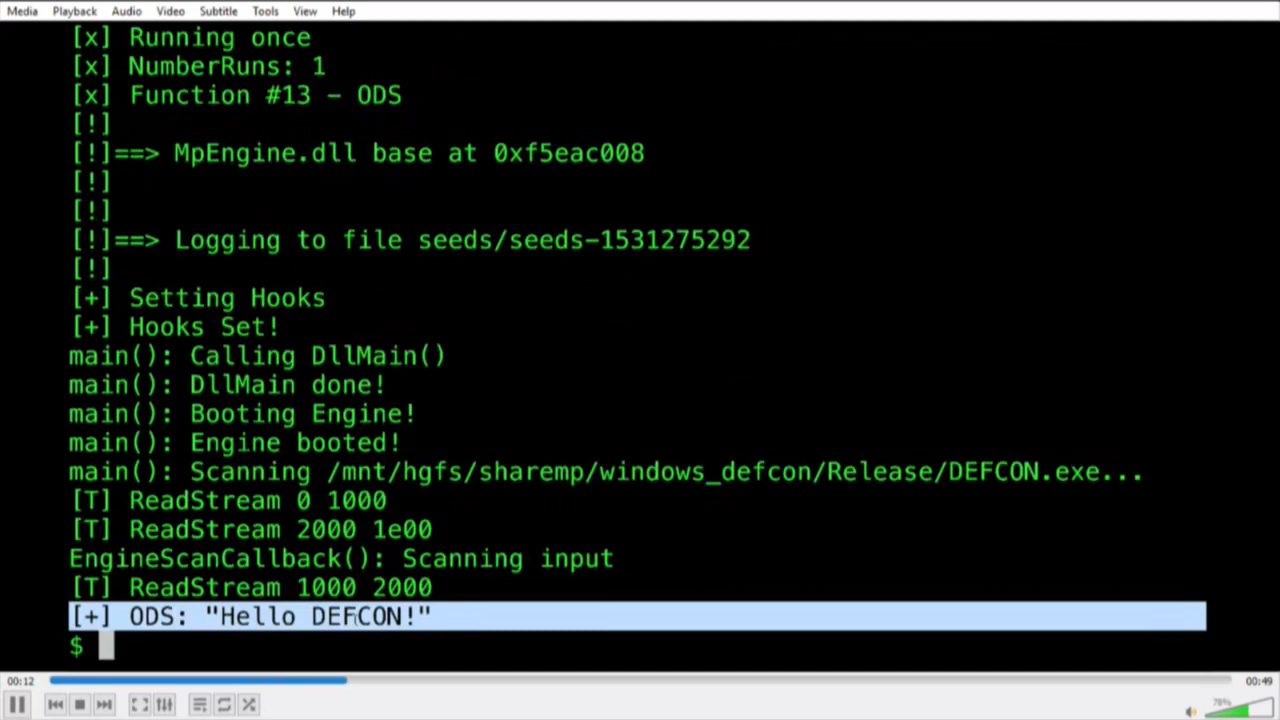 Media Playback Audio Video Subtitle Tools View Help
[x] Running once
[x] NumberRuns: 1
[x] Function #13 - ODS
[!]
[!]==> MpEngine.dll base at 0xf5eac008
[!]
[!]
[!]==> Logging to file seeds/seeds-1531275292
[!]
[+] Setting Hooks
[+] Hooks Set!
main(): Calling DllMain()
main(): DllMain done!
main(): Booting Engine!
main(): Engine booted!
main(): Scanning /mnt/hgfs/sharemp/windows_defcon/Release/DEFCON.exe...
[T] ReadStream 0 1000
[T] ReadStream 2000 1e00
EngineScanCallback(): Scanning input
[T] ReadStream 1000 2000
[+] ODS: "Hello DEFCON!"
$
00:12 00:49
78%